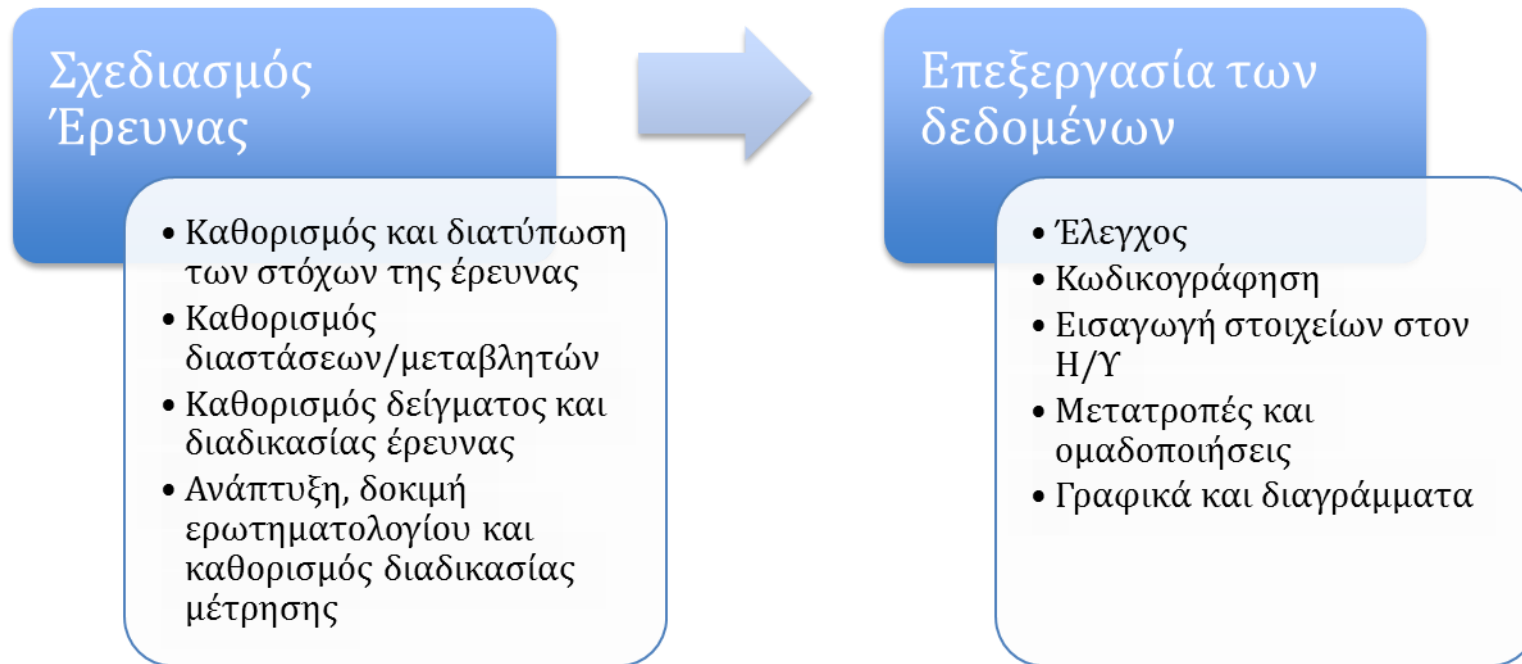 Σχεδιασμός
Έρευνας
• Καθορισμός και διατύπωση
των στόχων της έρευνας
• Καθορισμός
διαστάσεων/μεταβλητών
• Καθορισμός δείγματος και
διαδικασίας έρευνας
• Ανάπτυξη, δοκιμή
ερωτηματολογίου και
καθορισμός διαδικασίας
μέτρησης
Επεξεργασία των
δεδομένων
• Έλεγχος
• Κωδικογράφηση
• Εισαγωγή στοιχείων στον
Η/Υ
• Μετατροπές και
ομαδοποιήσεις
• Γραφικά και διαγράμματα